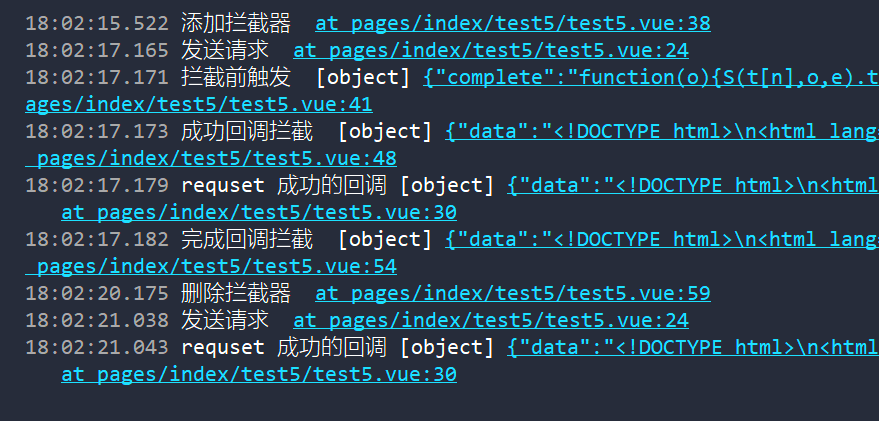 18:02:15.522 添加拦截器  at pages/index/test5/test5.vue:38
18:02:17.165 发送请求  at pages/index/test5/test5.vue:24
18:02:17.171 拦截前触发  [object] {"complete":"function(o){S(t[n],o,e).t
ages/index/test5/test5.vue:41
18:02:17.173 成功回调拦截  [object] {"data":"<!DOCTYPE html>\n<html lang=
pages/index/test5/test5.vue:48
18:02:17.179 requset 成功的回调 [object] {"data":"<!DOCTYPE html>\n<html
at pages/index/test5/test5.vue:30
18:02:17.182 完成回调拦截  [object] {"data":"<!DOCTYPE html>\n<html lang=
pages/index/test5/test5.vue:54
18:02:20.175 删除拦截器  at pages/index/test5/test5.vue:59
18:02:21.038 发送请求  at pages/index/test5/test5.vue:24
18:02:21.043 requset 成功的回调 [object] {"data":"<!DOCTYPE html>\n<html
at pages/index/test5/test5.vue:30